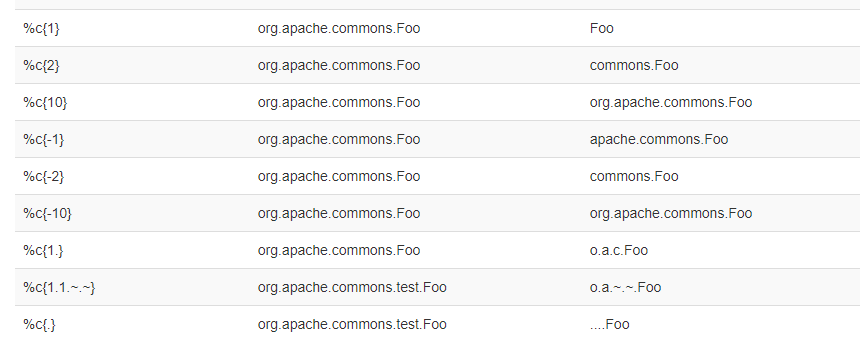 %c{1} org.apache.commons.Foo Foo
%c{2} org.apache.commons.Foo commons.Foo
%c{10} org.apache.commons.Foo org.apache.commons.Foo
%c{-1} org.apache.commons.Foo apache.commons.Foo
%c{-2} org.apache.commons.Foo commons.Foo
%c{-10} org.apache.commons.Foo org.apache.commons.Foo
%c{1.} org.apache.commons.Foo o.a.c.Foo
%c{1.1.~.~} org.apache.commons.test.Foo o.a.~.~.Foo
%c{.} org.apache.commons.test.Foo ....Foo